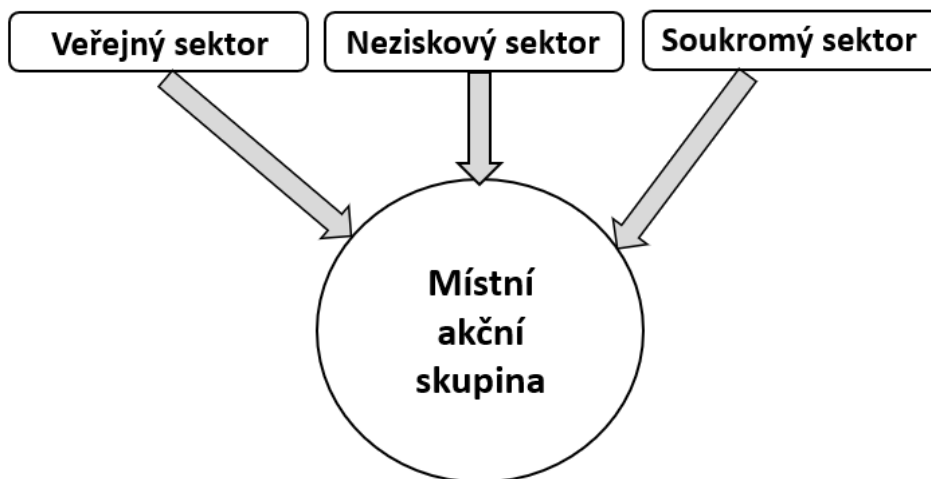 Veřejný sektor
Neziskový sektor
Soukromý sektor
Místní
akční
skupina